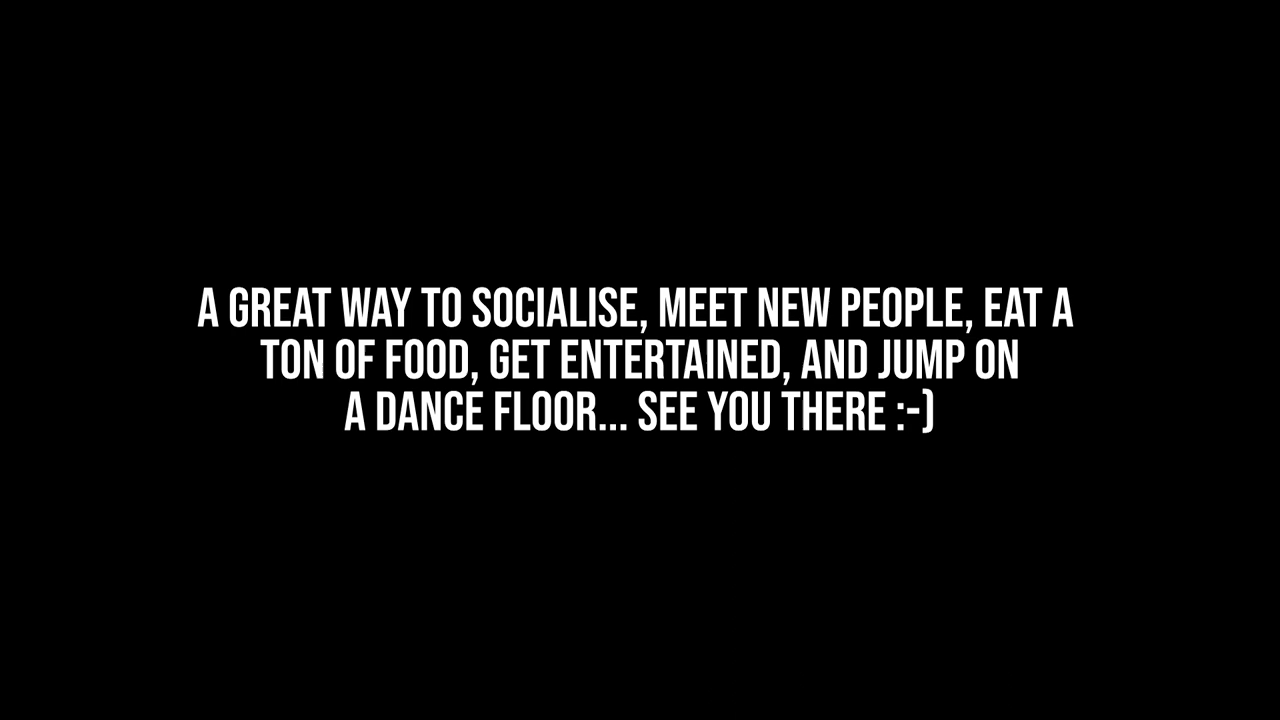 A GREAT WAY TO SOCIALISE, MEET NEW PEOPLE, EAT A
TON OF FOOD, GET ENTERTAINED, AND JUMP ON
A DANCE FLOOR... SEE YOU THERE :-)